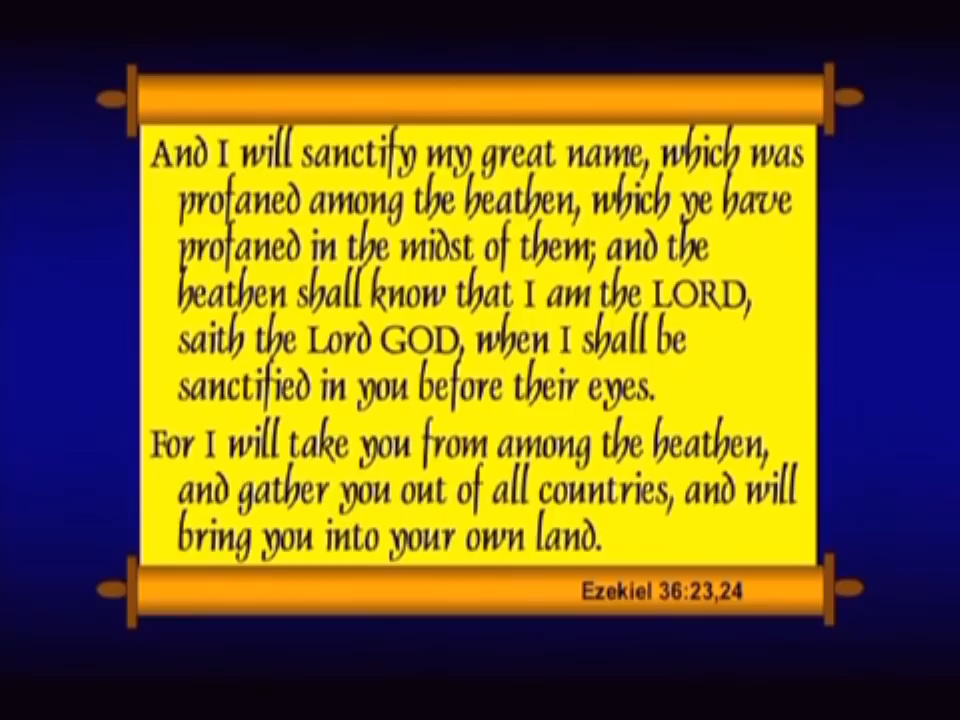 And I will sanctify my great name, which was
profaned among the heathen, which ye have
profaned in the midst of them; and the
heathen shall know that I am the LORD,
saith the Lord GOD, when I shall be
sanctified in you before their eyes.
For I will take you from among the heathen,
and gather you out of all countries, and will
bring you into your own land.
Ezekiel 36:23,24